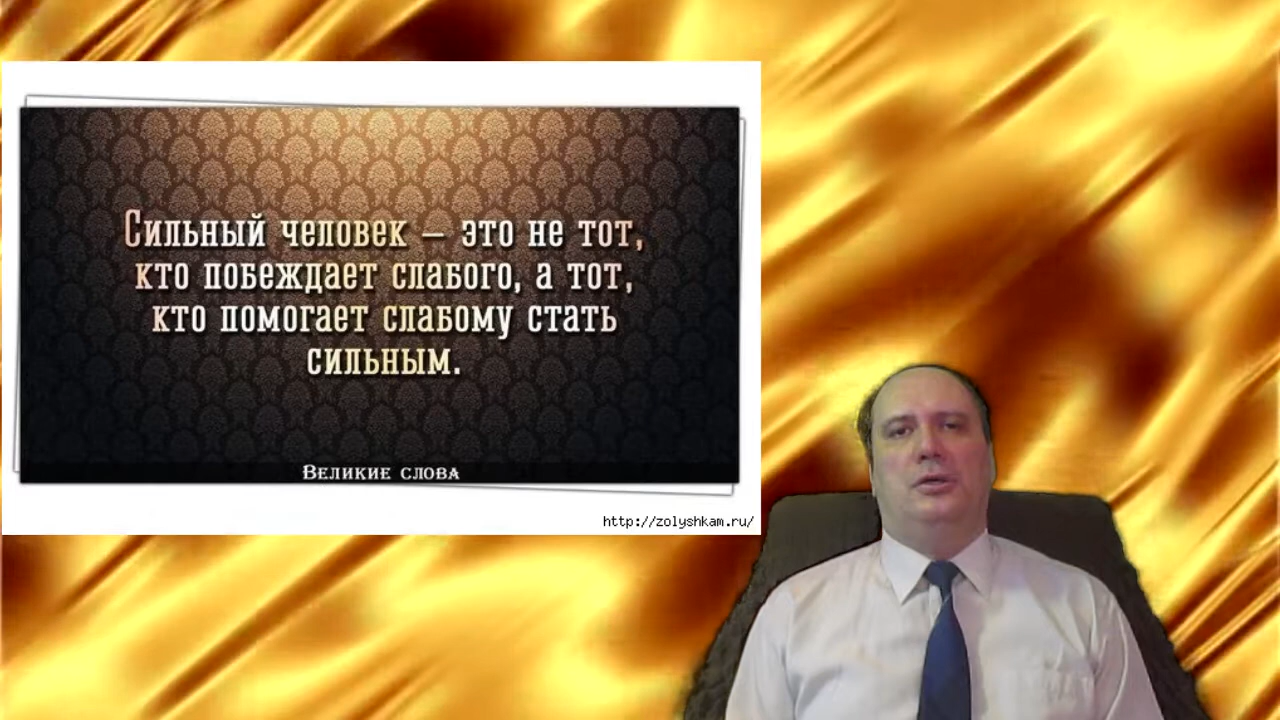 Сильный человек – это не тот,
кто побеждает слабого, а тот,
кто помогает слабому стать
сильным.
Великие слова
http://zolyshkam.ru/